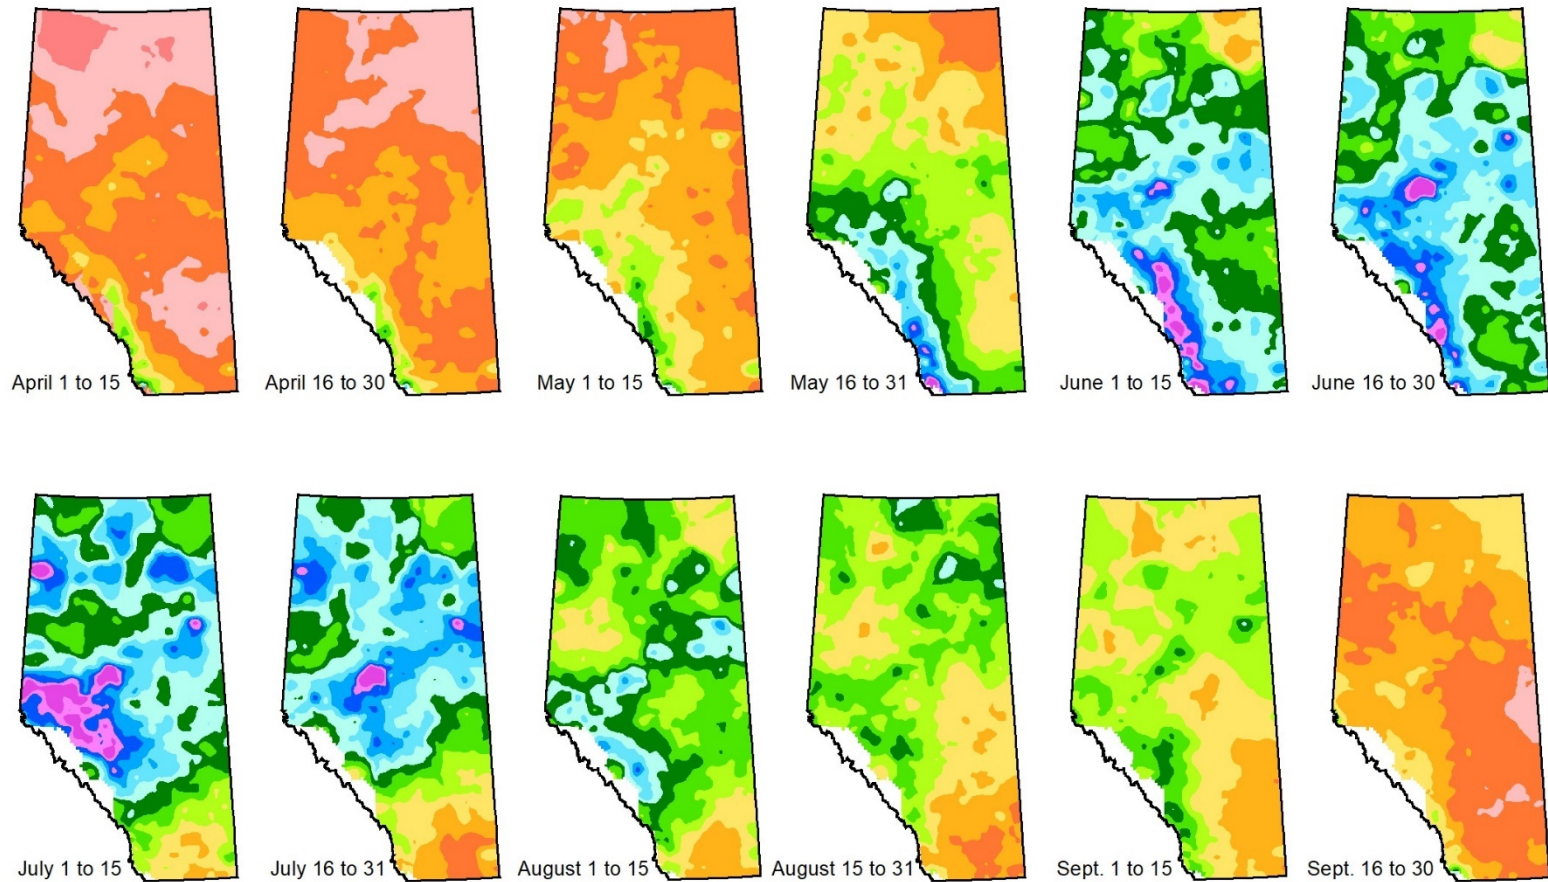 April 1 to 15
April 16 to 30
May 1 to 15
May 16 to 31
June 1 to 15
June 16 to 30
July 1 to 15
July 16 to 31
August 1 to 15
August 15 to 31
Sept. 1 to 15
Sept. 16 to 30